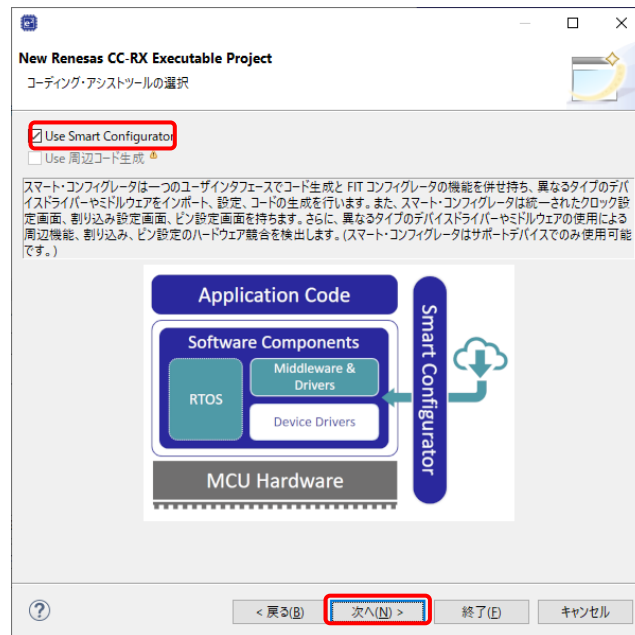 New Renesas CC-RX Executable Project
コーディング・アシストツールの選択
Use Smart Configurator
Use 周辺コード生成
スマート・コンフィグレータは一つのユーザインタフェースでコード生成と FIT コンフィグレータの機能を併せ持ち、異なるタイプのデバ
イスドライバーやミドルウェアをインポート、設定、コードの生成を行います。また、スマート・コンフィグレータは統一されたクロック設
定画面、割り込み設定画面、ピン設定画面を持ちます。さらに、異なるタイプのデバイスドライバーやミドルウェアの使用による
周辺機能、割り込み、ピン設定のハードウェア競合を検出します。(スマート・コンフィグレータはサポートデバイスでのみ使用可能
です。)
Application Code
Software Components
RTOS
Middleware &
Drivers
Device Drivers
MCU Hardware
Smart Configurator
< 戻る(B)
次へ(N) >
終了(F)
キャンセル